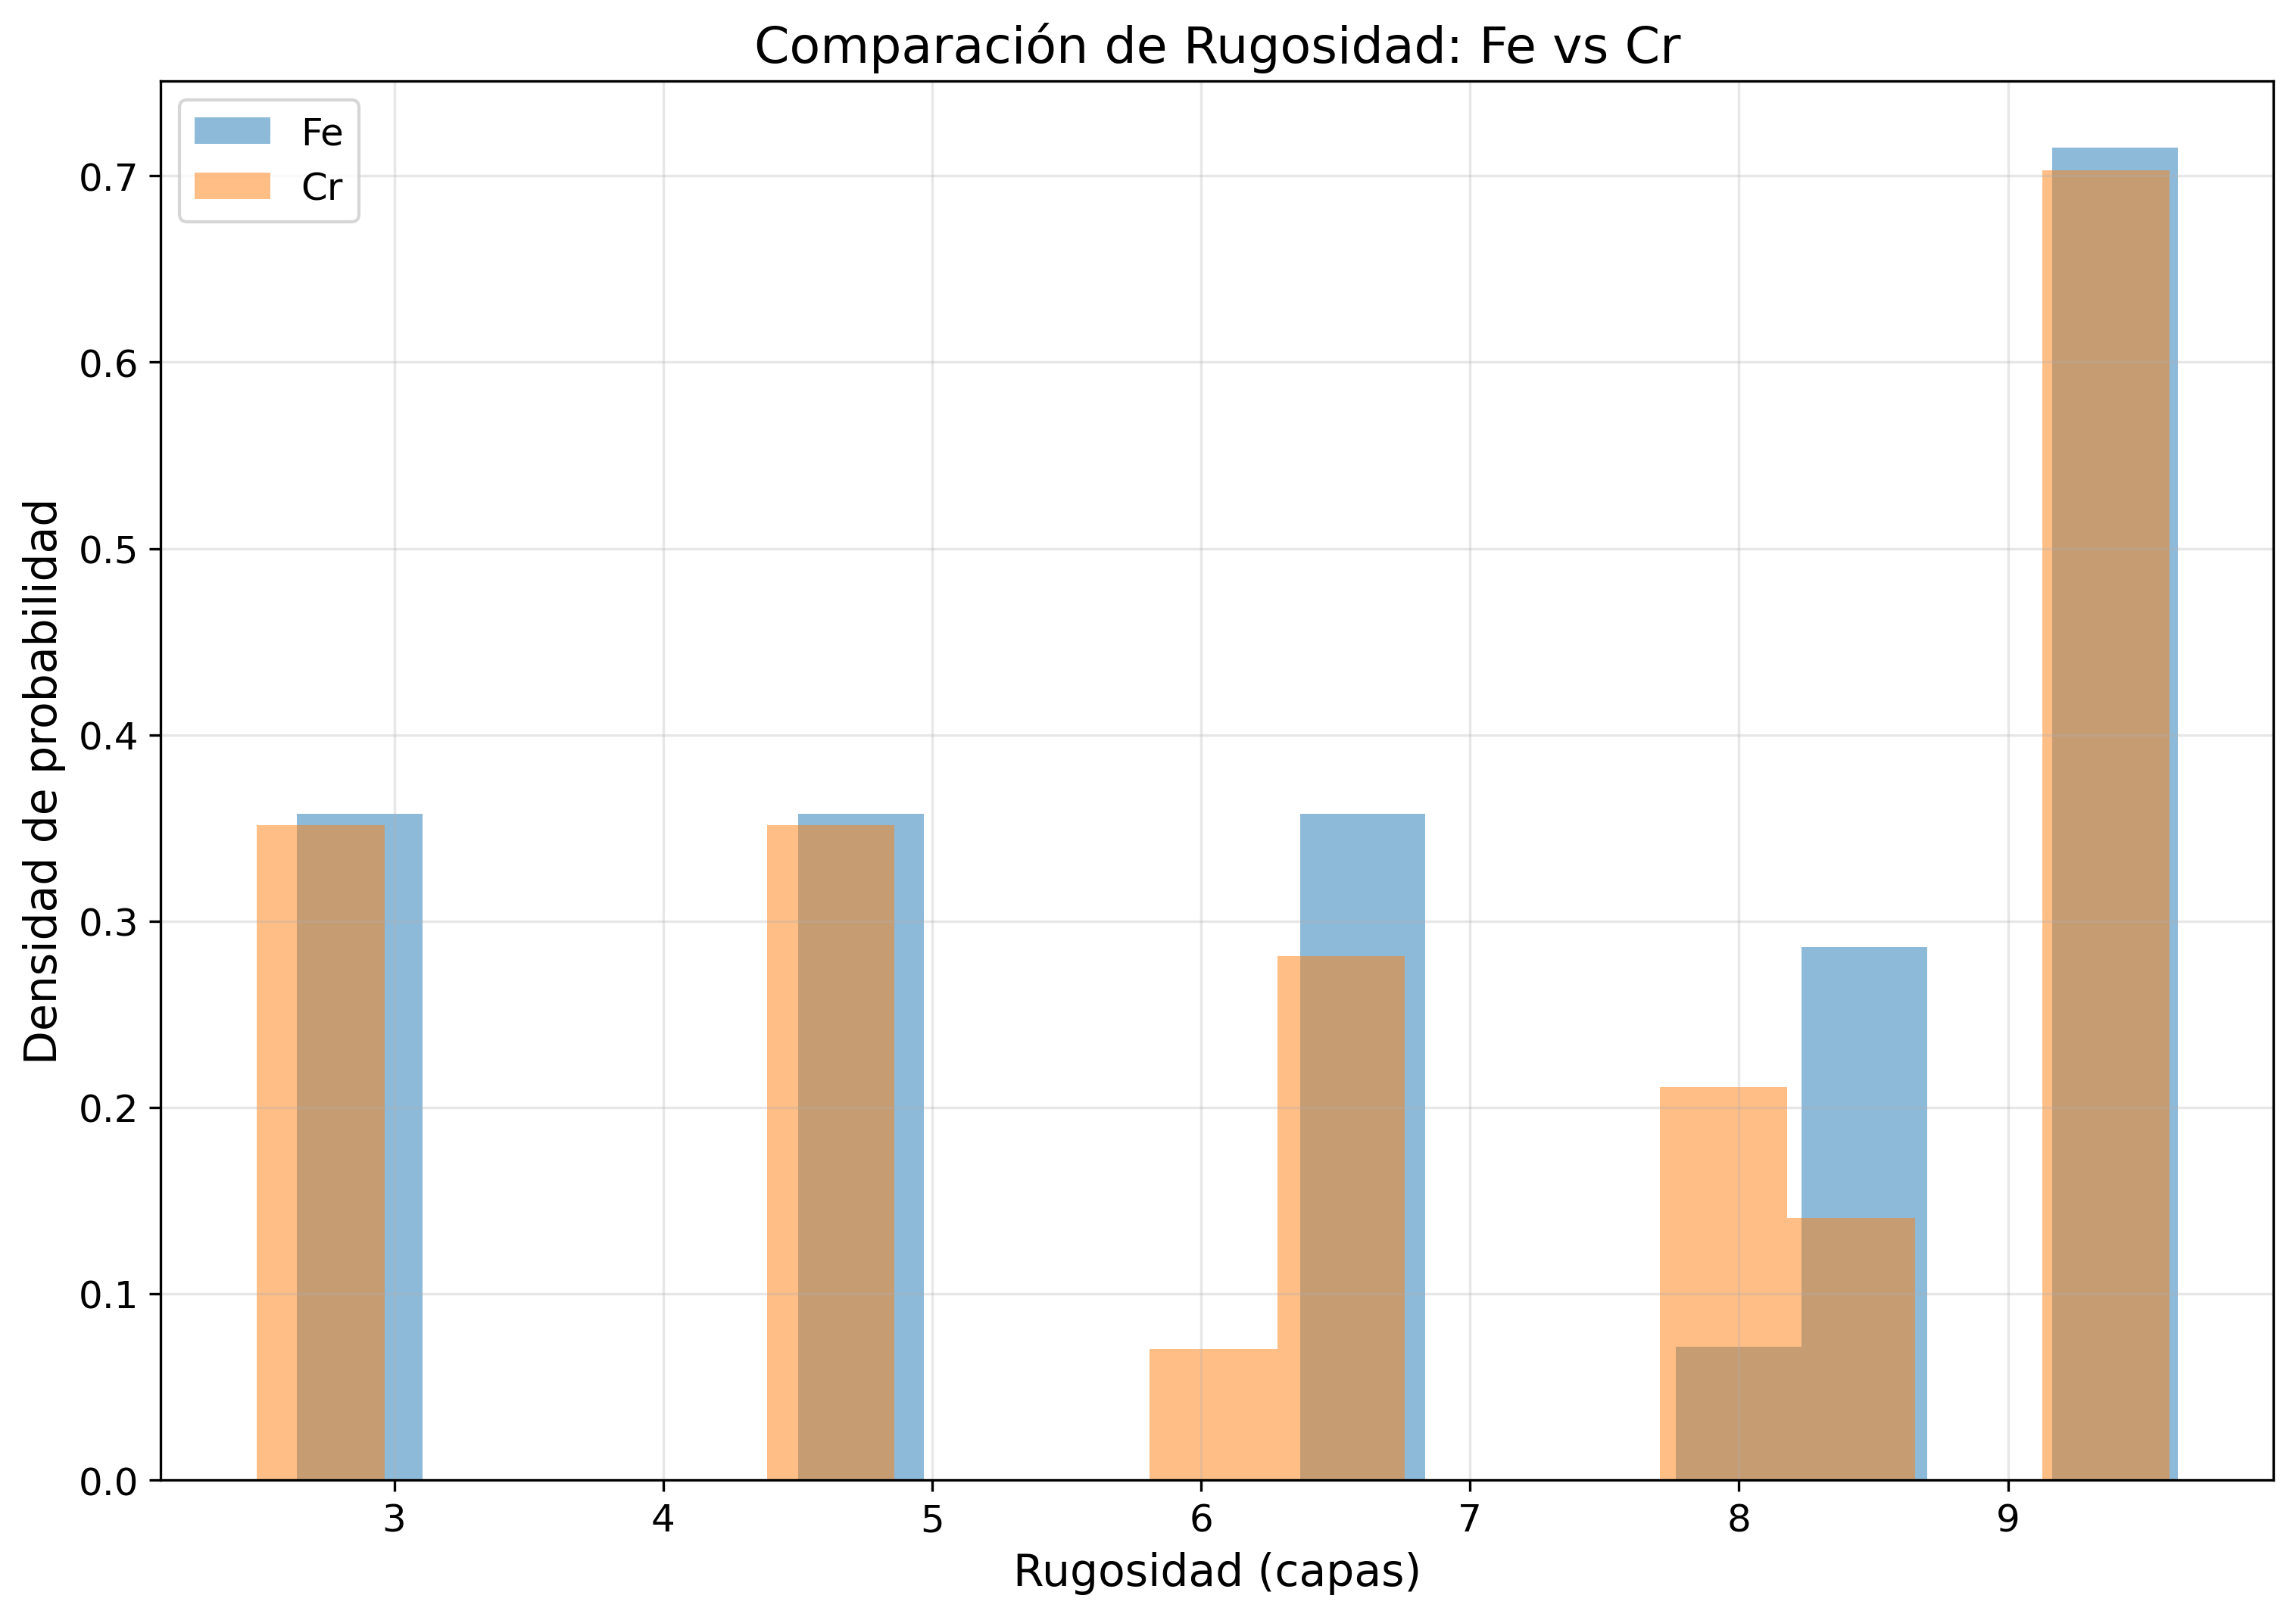 Comparación de Rugosidad: Fe vs Cr
Fe
Cr
Densidad de probabilidad
0.7
0.6
0.5
0.4
0.3
0.2
0.1
0.0
3 4 5 6 7 8 9
Rugosidad (capas)